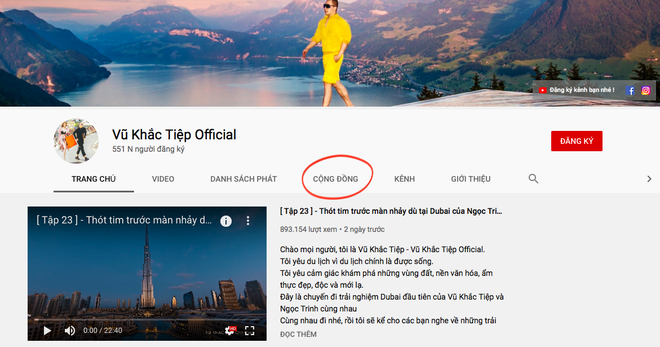 Đăng ký kênh bạn nhé !
Vũ Khắc Tiệp Official
551 N người đăng ký
ĐĂNG KÝ
TRANG CHỦ VIDEO DANH SÁCH PHÁT CỘNG ĐỒNG KÊNH GIỚI THIỆU
[ Tập 23 ] - Thót tim trước màn nhảy d...
0:00 / 22:40
HD
[ Tập 23 ] - Thót tim trước màn nhảy dù tại Dubai của Ngọc Tri...
893.154 lượt xem • 2 ngày trước
Chào mọi người, tôi là Vũ Khắc Tiệp - Vũ Khắc Tiệp Official.
Tôi yêu du lịch vì du lịch chính là được sống.
Tôi yêu cảm giác khám phá những vùng đất, nền văn hóa, ẩm
thực đẹp, độc và mới lạ.
Đây là chuyến đi trải nghiệm Dubai đầu tiên của Vũ Khắc Tiệp và
Ngọc Trinh cùng nhau
Cùng nhau đi nhé, rồi tôi sẽ kể cho các bạn nghe về những trải
ĐỌC THÊM